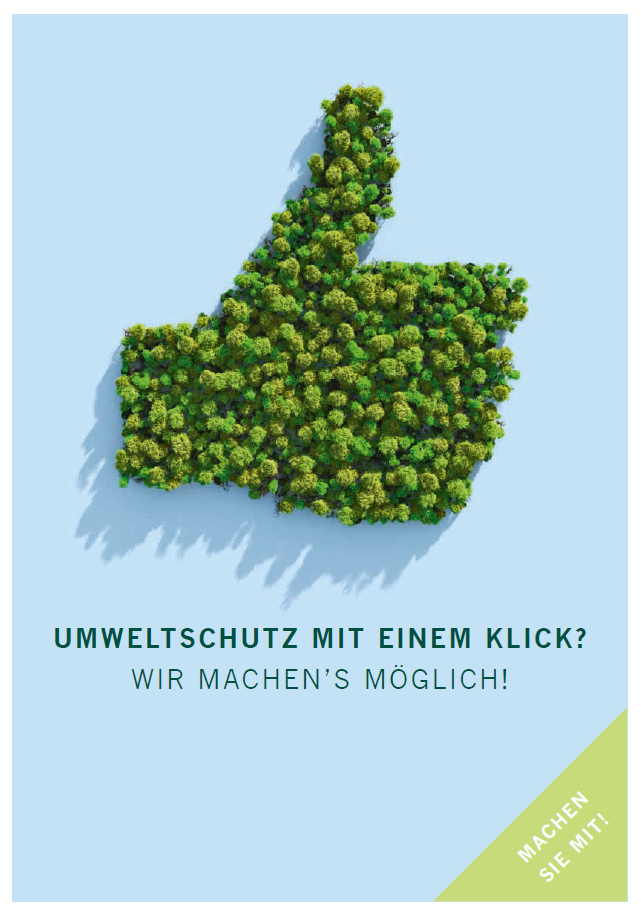 UMWELTSCHUTZ MIT EINEM KLICK?
WIR MACHEN’S MÖGLICH!
MACHEN
SIE MIT!